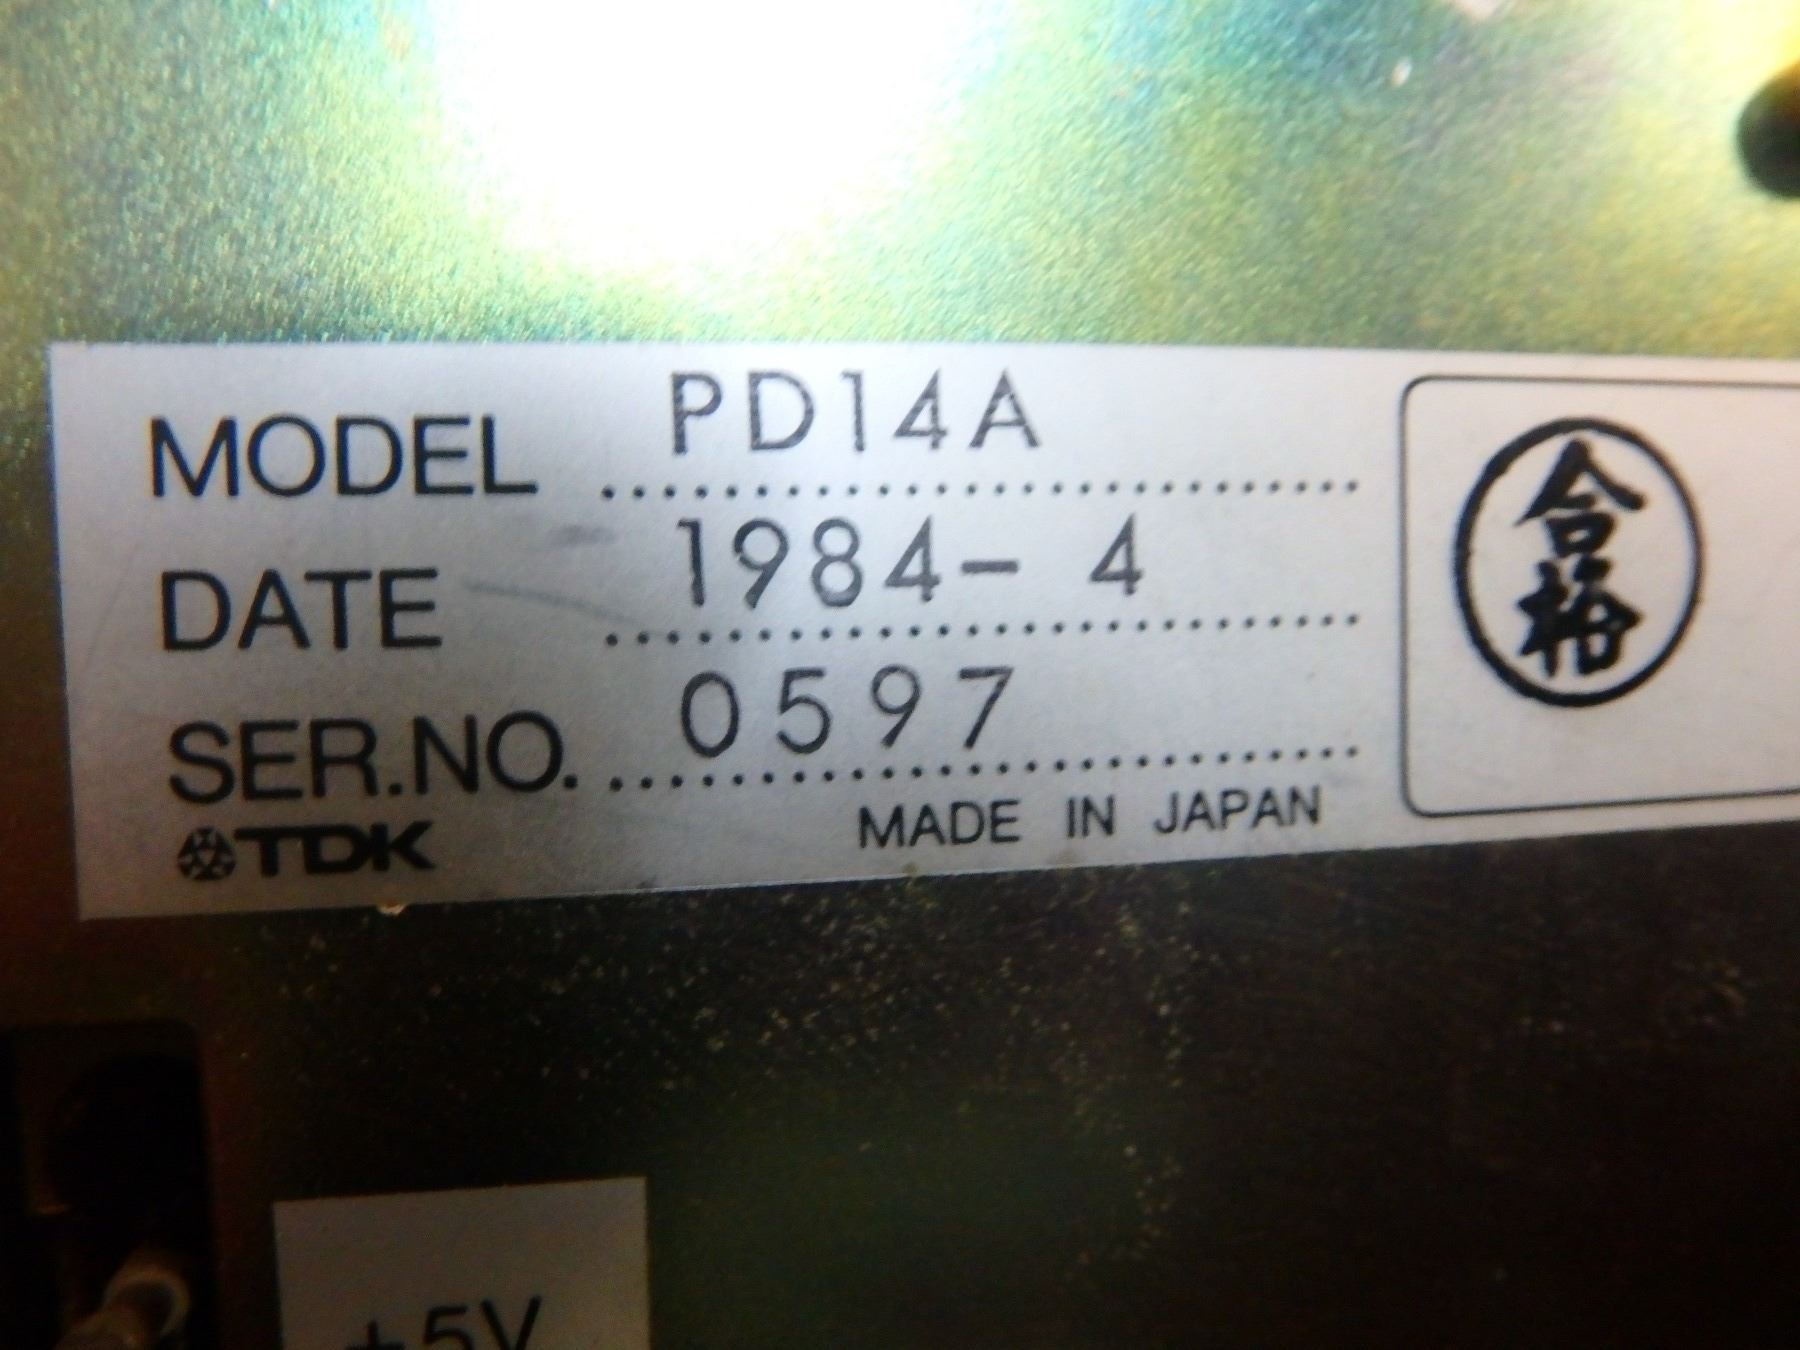 MODEL PD14A
DATE 1984- 4
SER.NO. 0597
TDK MADE IN JAPAN
合格
+5V